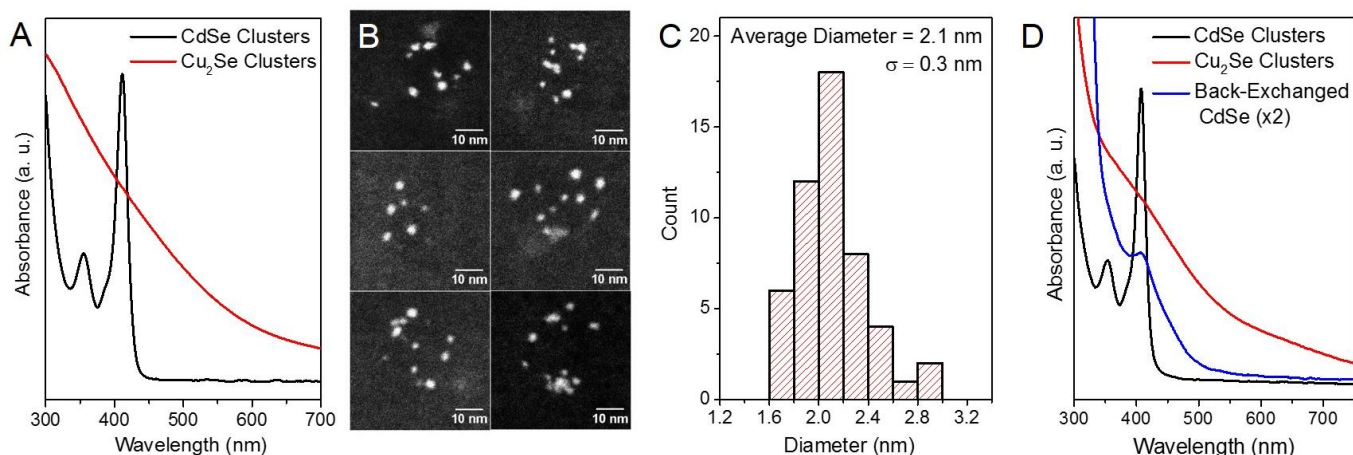 A
CdSe Clusters
Cu₂Se Clusters
Absorbance (a. u.)
300 400 500 600 700
Wavelength (nm)
B
10 nm
10 nm
10 nm
10 nm
10 nm
10 nm
C
Average Diameter = 2.1 nm
σ = 0.3 nm
20
15
10
5
0
Count
1.2 1.6 2.0 2.4 2.8 3.2
Diameter (nm)
D
CdSe Clusters
Cu₂Se Clusters
Back-Exchanged
CdSe (x2)
Absorbance (a. u.)
300 400 500 600 700
Wavelength (nm)